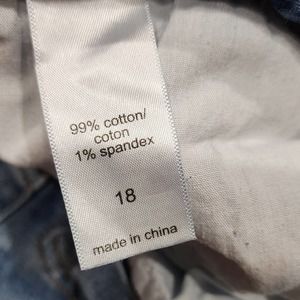 99% cotton/
coton
1% spandex
18
made in china